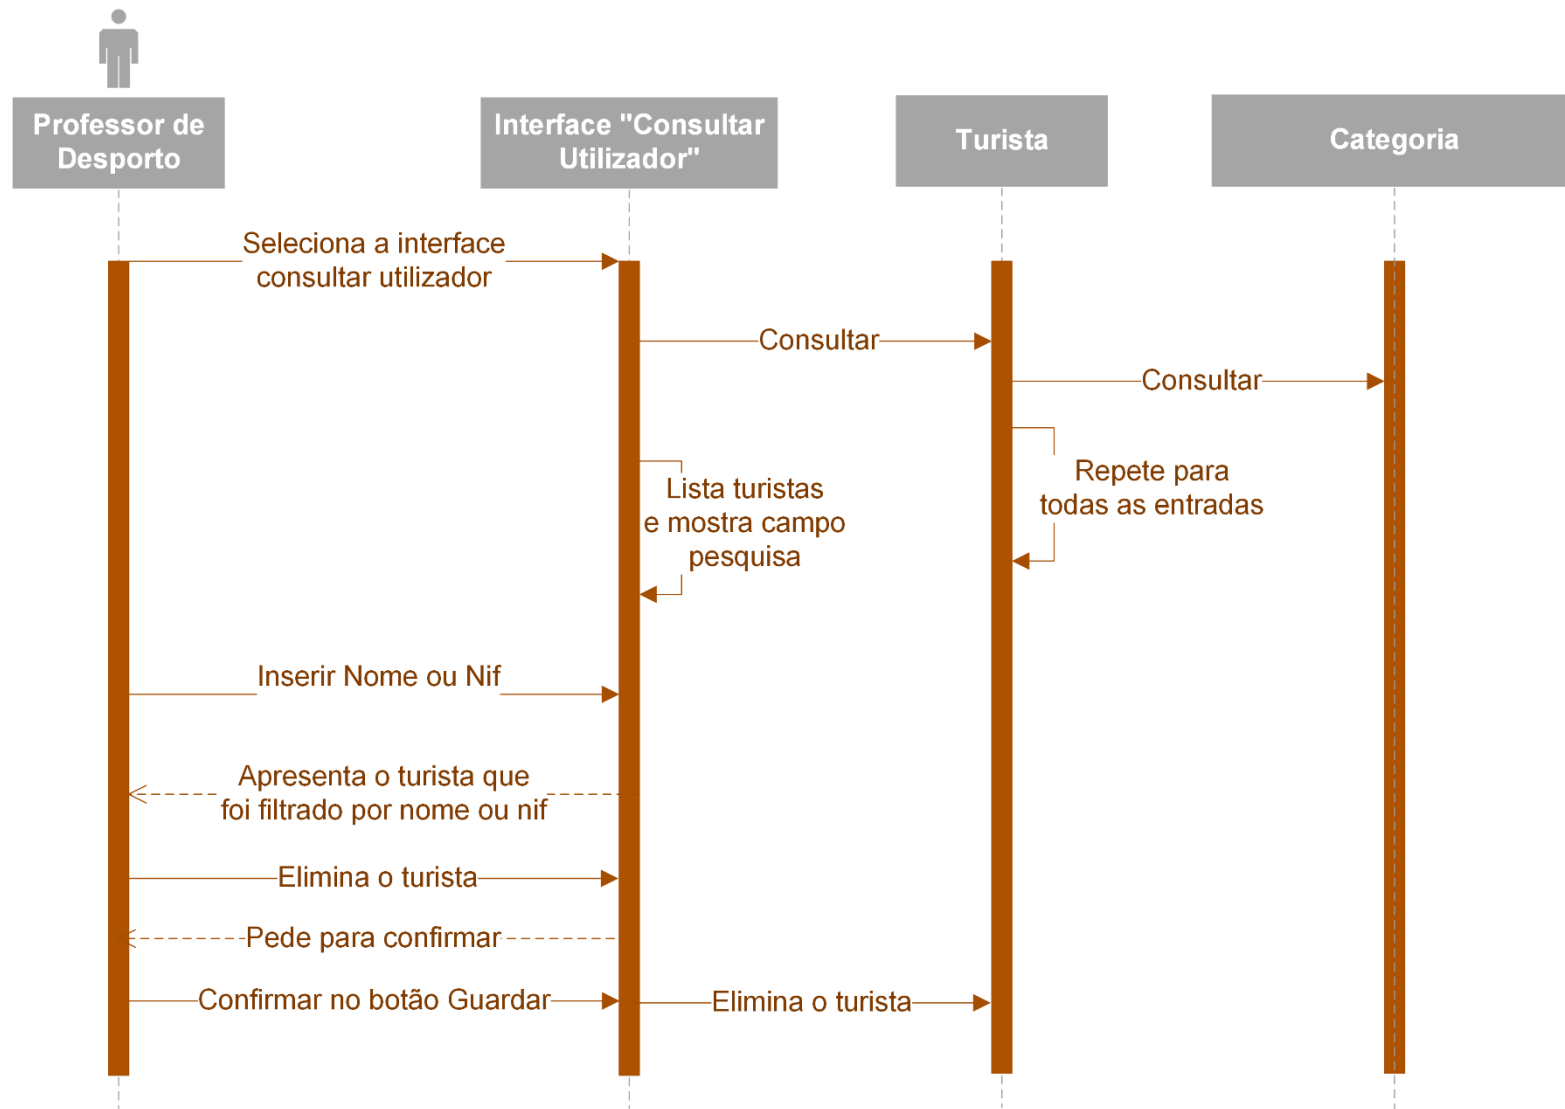 Professor de
Desporto
Interface "Consultar
Utilizador"
Turista
Categoria
Seleciona a interface
consultar utilizador
Consultar
Consultar
Repete para
todas as entradas
Lista turistas
e mostra campo
pesquisa
Inserir Nome ou Nif
Apresenta o turista que
foi filtrado por nome ou nif
Elimina o turista
Pede para confirmar
Confirmar no botão Guardar
Elimina o turista